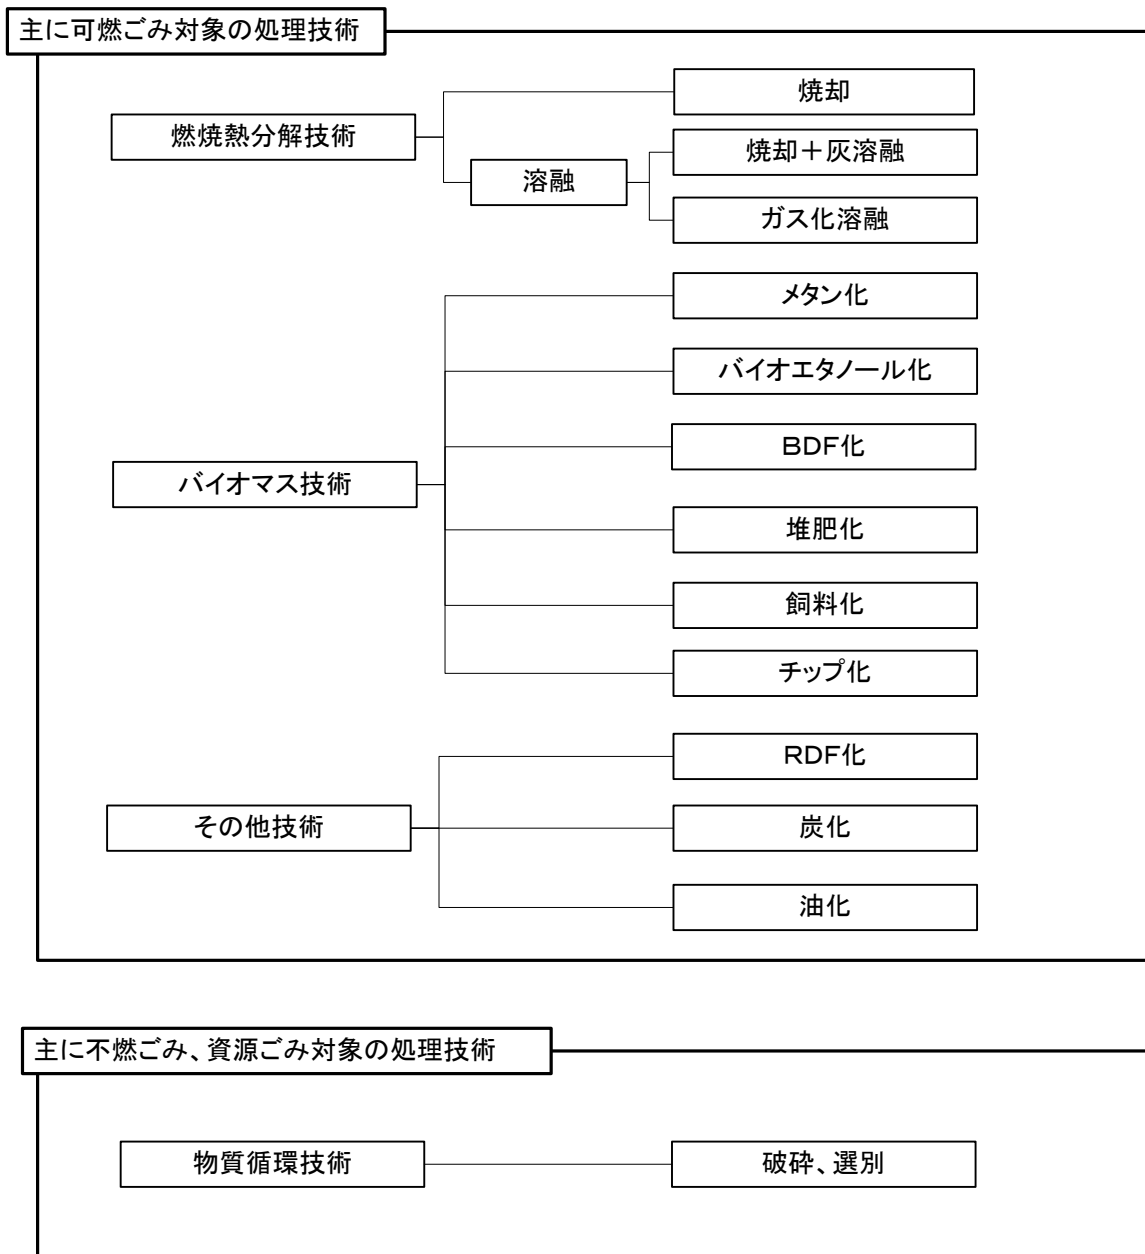 主に可燃ごみ対象の処理技術
焼却
燃焼熱分解技術
焼却＋灰溶融
溶融
ガス化溶融
メタン化
バイオエタノール化
ＢＤＦ化
バイオマス技術
堆肥化
飼料化
チップ化
ＲＤＦ化
その他技術
炭化
油化
主に不燃ごみ、資源ごみ対象の処理技術
物質循環技術
破砕、選別